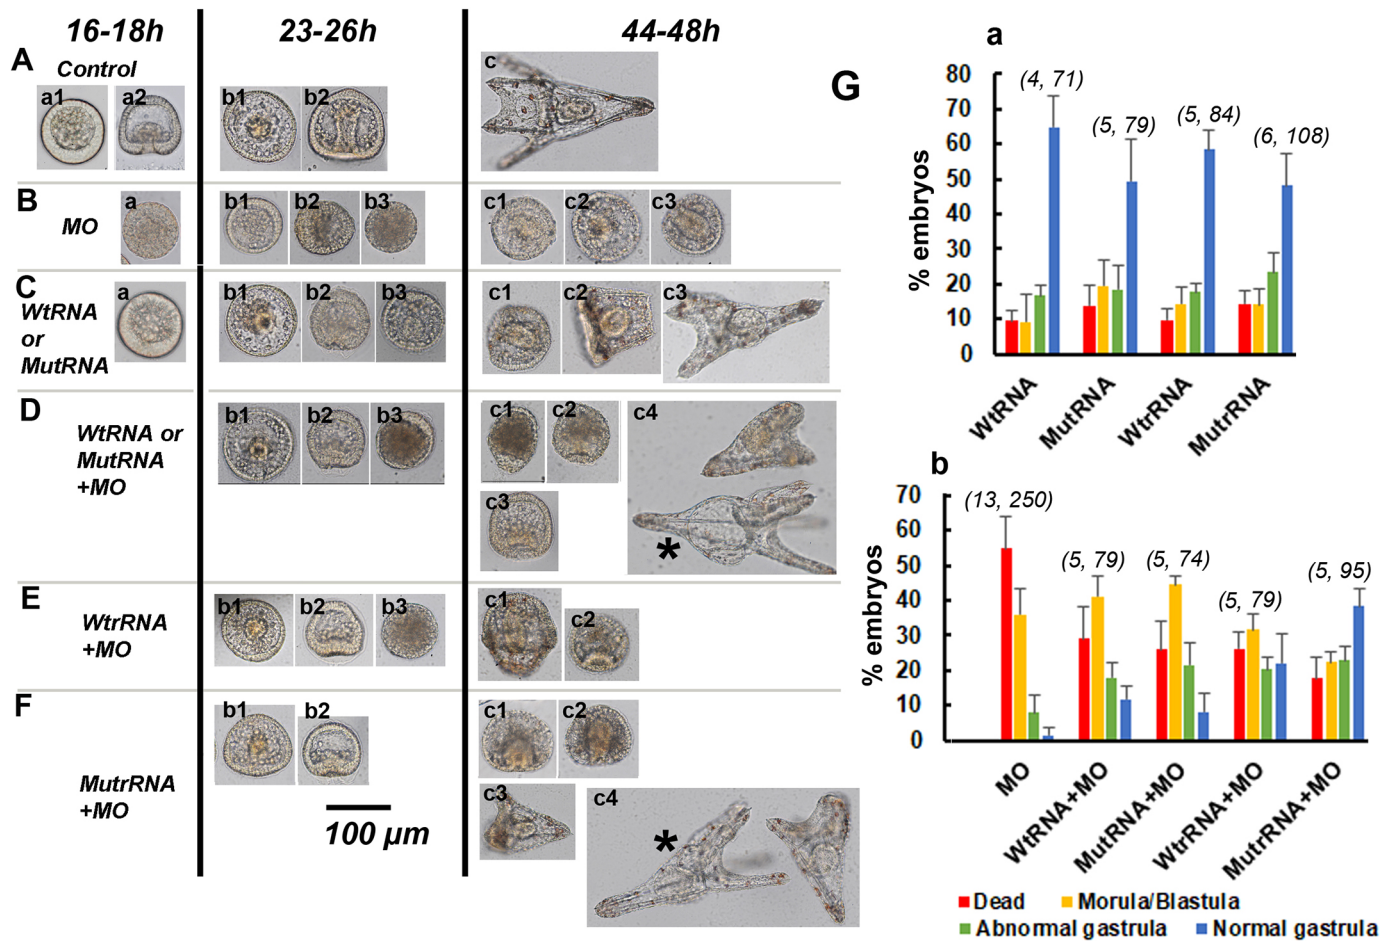 16-18h
23-26h
44-48h
A
Control
a1
a2
b1
b2
c
B
MO
a
b1
b2
b3
c1
c2
c3
C
WtRNA
or
MutRNA
a
b1
b2
b3
c1
c2
c3
D
WtRNA or
MutRNA
+MO
b1
b2
b3
c1
c2
c3
c4
*
E
WtrRNA
+MO
b1
b2
b3
c1
c2
F
MutrRNA
+MO
b1
b2
100 µm
c1
c2
c3
c4
*
G
a
% embryos
80
70
60
50
40
30
20
10
0
(4, 71)
(5, 79)
(5, 84)
(6, 108)
WtRNA
MutRNA
WtrRNA
MutrRNA
b
% embryos
70
60
50
40
30
20
10
0
(13, 250)
(5, 79)
(5, 74)
(5, 79)
(5, 95)
MO
WtRNA+MO
MutRNA+MO
WtrRNA+MO
MutrRNA+MO
Dead
Morula/Blastula
Abnormal gastrula
Normal gastrula